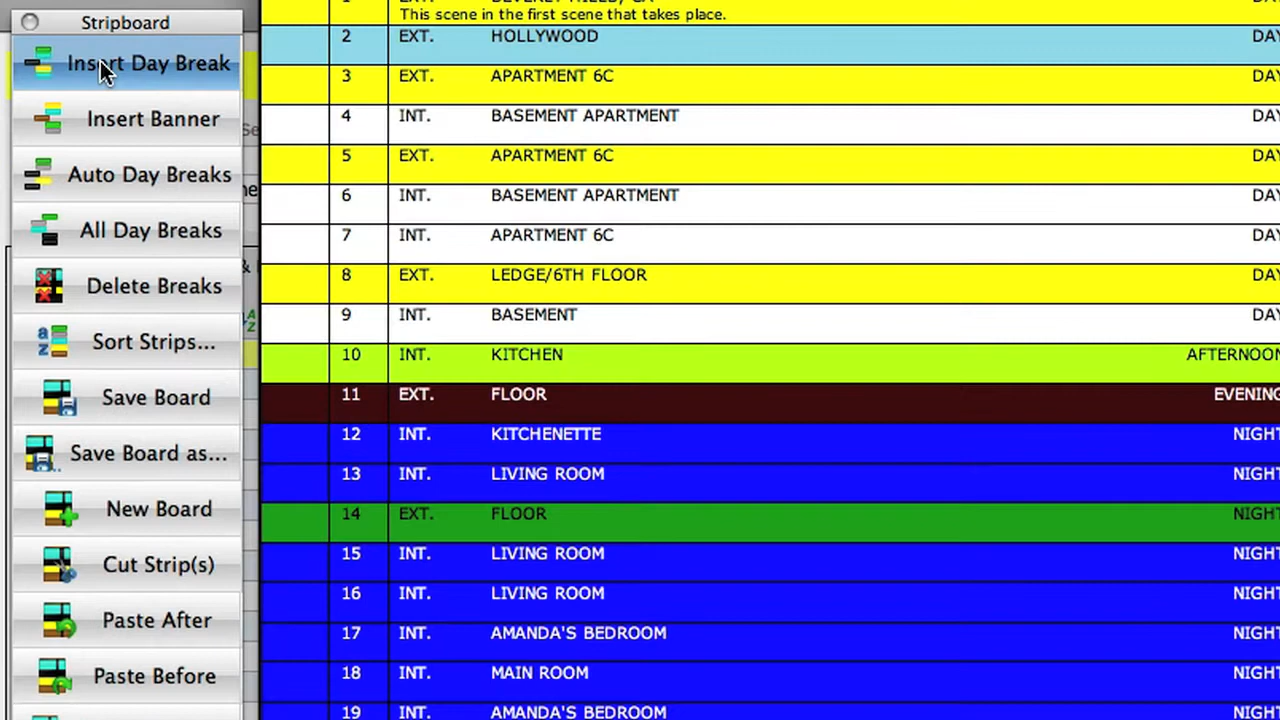 Stripboard
Insert Day Break
Insert Banner
Auto Day Breaks
All Day Breaks
Delete Breaks
Sort Strips...
Save Board
Save Board as...
New Board
Cut Strip(s)
Paste After
Paste Before
This scene in the first scene that takes place.
2 EXT. HOLLYWOOD DAY
3 EXT. APARTMENT 6C DAY
4 INT. BASEMENT APARTMENT DAY
5 EXT. APARTMENT 6C DAY
6 INT. BASEMENT APARTMENT DAY
7 INT. APARTMENT 6C DAY
8 EXT. LEDGE/6TH FLOOR DAY
9 INT. BASEMENT DAY
10 INT. KITCHEN AFTERNOON
11 EXT. FLOOR EVENING
12 INT. KITCHENETTE NIGHT
13 INT. LIVING ROOM NIGHT
14 EXT. FLOOR NIGHT
15 INT. LIVING ROOM NIGHT
16 INT. LIVING ROOM NIGHT
17 INT. AMANDA'S BEDROOM NIGHT
18 INT. MAIN ROOM NIGHT
19 INT. AMANDA'S BEDROOM NIGHT